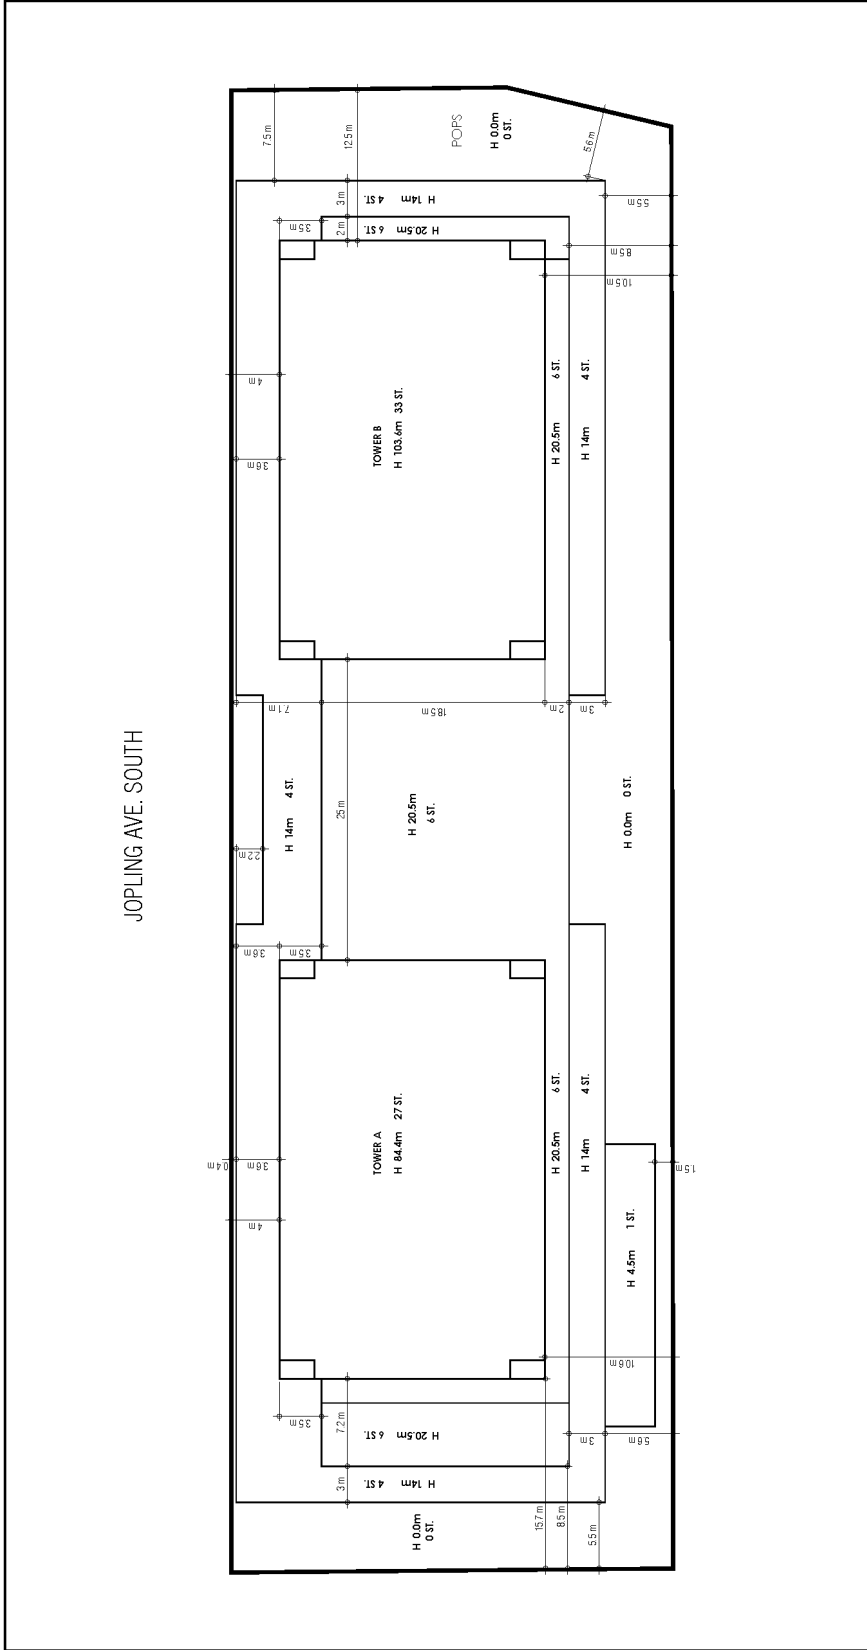 7.5m
12.5m
POPS
H 0.0m
0 ST.
5.6m
3m
H 14m 4 ST.
5.5m
3.5m
2m
H 20.5m 6 ST.
8.5m
10.5m
4m
3.6m
TOWER B
H 103.6m 33 ST.
H 20.5m 6 ST.
H 14m 4 ST.
7.1m
18.5m
2m
3m
JOPLING AVE. SOUTH
2.2m
H 14m 4 ST.
25m
H 20.5m
6 ST.
H 0.0m 0 ST.
3.6m
3.5m
0.4m
3.6m
4m
TOWER A
H 84.4m 27 ST.
H 20.5m 6 ST.
H 14m 4 ST.
1.5m
H 4.5m 1 ST.
10.6m
3.5m
7.2m
H 20.5m 6 ST.
3m
5.6m
3m
H 14m 4 ST.
H 0.0m
0 ST.
15.7m
8.5m
5.5m